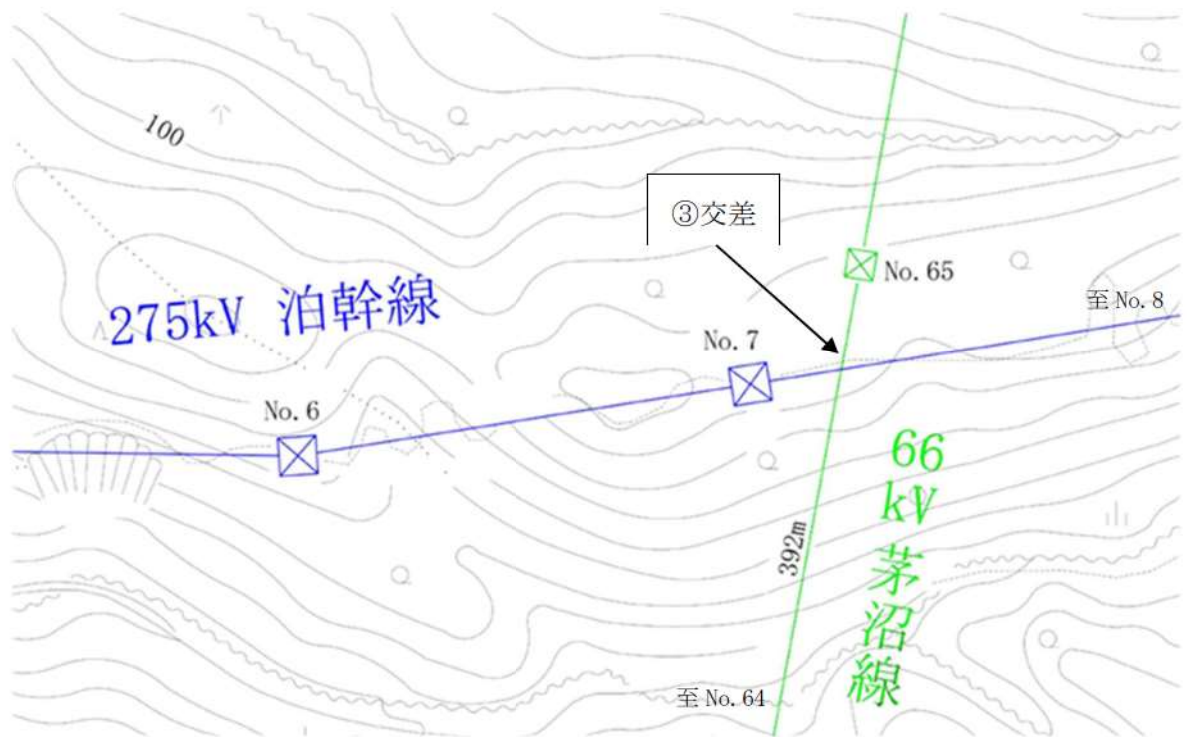 100
③交差
No. 65
至 No. 8
275kV 泊幹線
No. 7
No. 6
66
kV
茅
沼
線
392m
至 No. 64